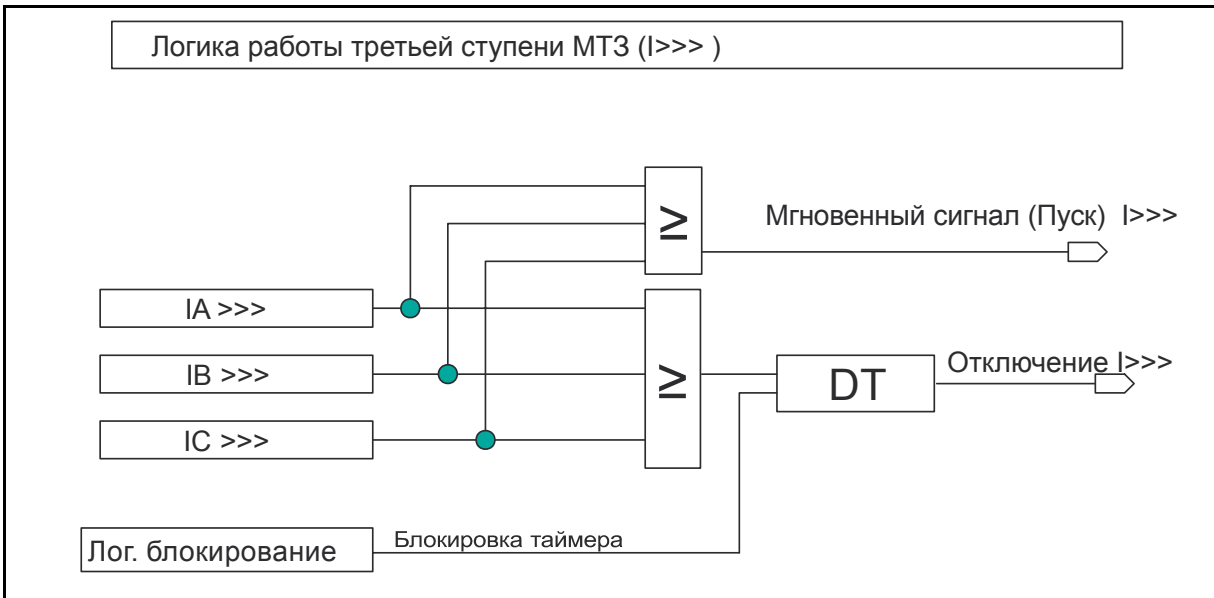 Логика работы третьей ступени МТЗ (I>>> )
≥
Мгновенный сигнал (Пуск) I>>>
IA >>>
IB >>>
IC >>>
≥
DT
Отключение I>>>
Лог. блокирование
Блокировка таймера